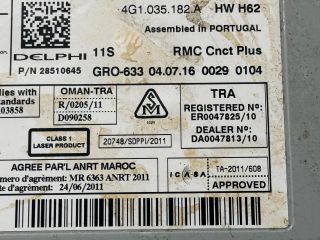 4G1.035.182.A HW H62
Assembled in PORTUGAL
DELPHI 11S RMC Cnct Plus
P/N 28510645 GRO-633 04.07.16 0029 0104
lies with
tandards
03858
OMAN-TRA
R/0205/11
D090258
TRA
REGISTERED No:
ER0047825/10
DEALER No:
DA0047813/10
CLASS 1
LASER PRODUCT
20748/SDPPI/2011
AGREE PAR'L ANRT MAROC
d'agrément: MR 6363 ANRT 2011
d'agrément: 24/06/2011
ICASA
TA-2011/608
APPROVED